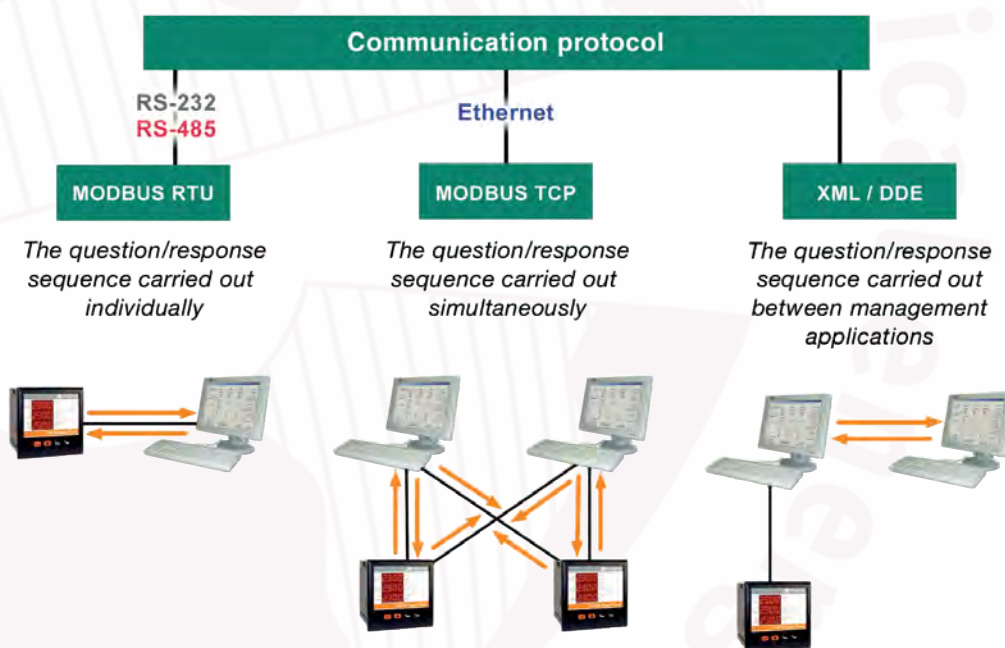 Communication protocol
RS-232
RS-485
Ethernet
MODBUS RTU
MODBUS TCP
XML / DDE
The question/response
sequence carried out
individually
The question/response
sequence carried out
simultaneously
The question/response
sequence carried out
between management
applications